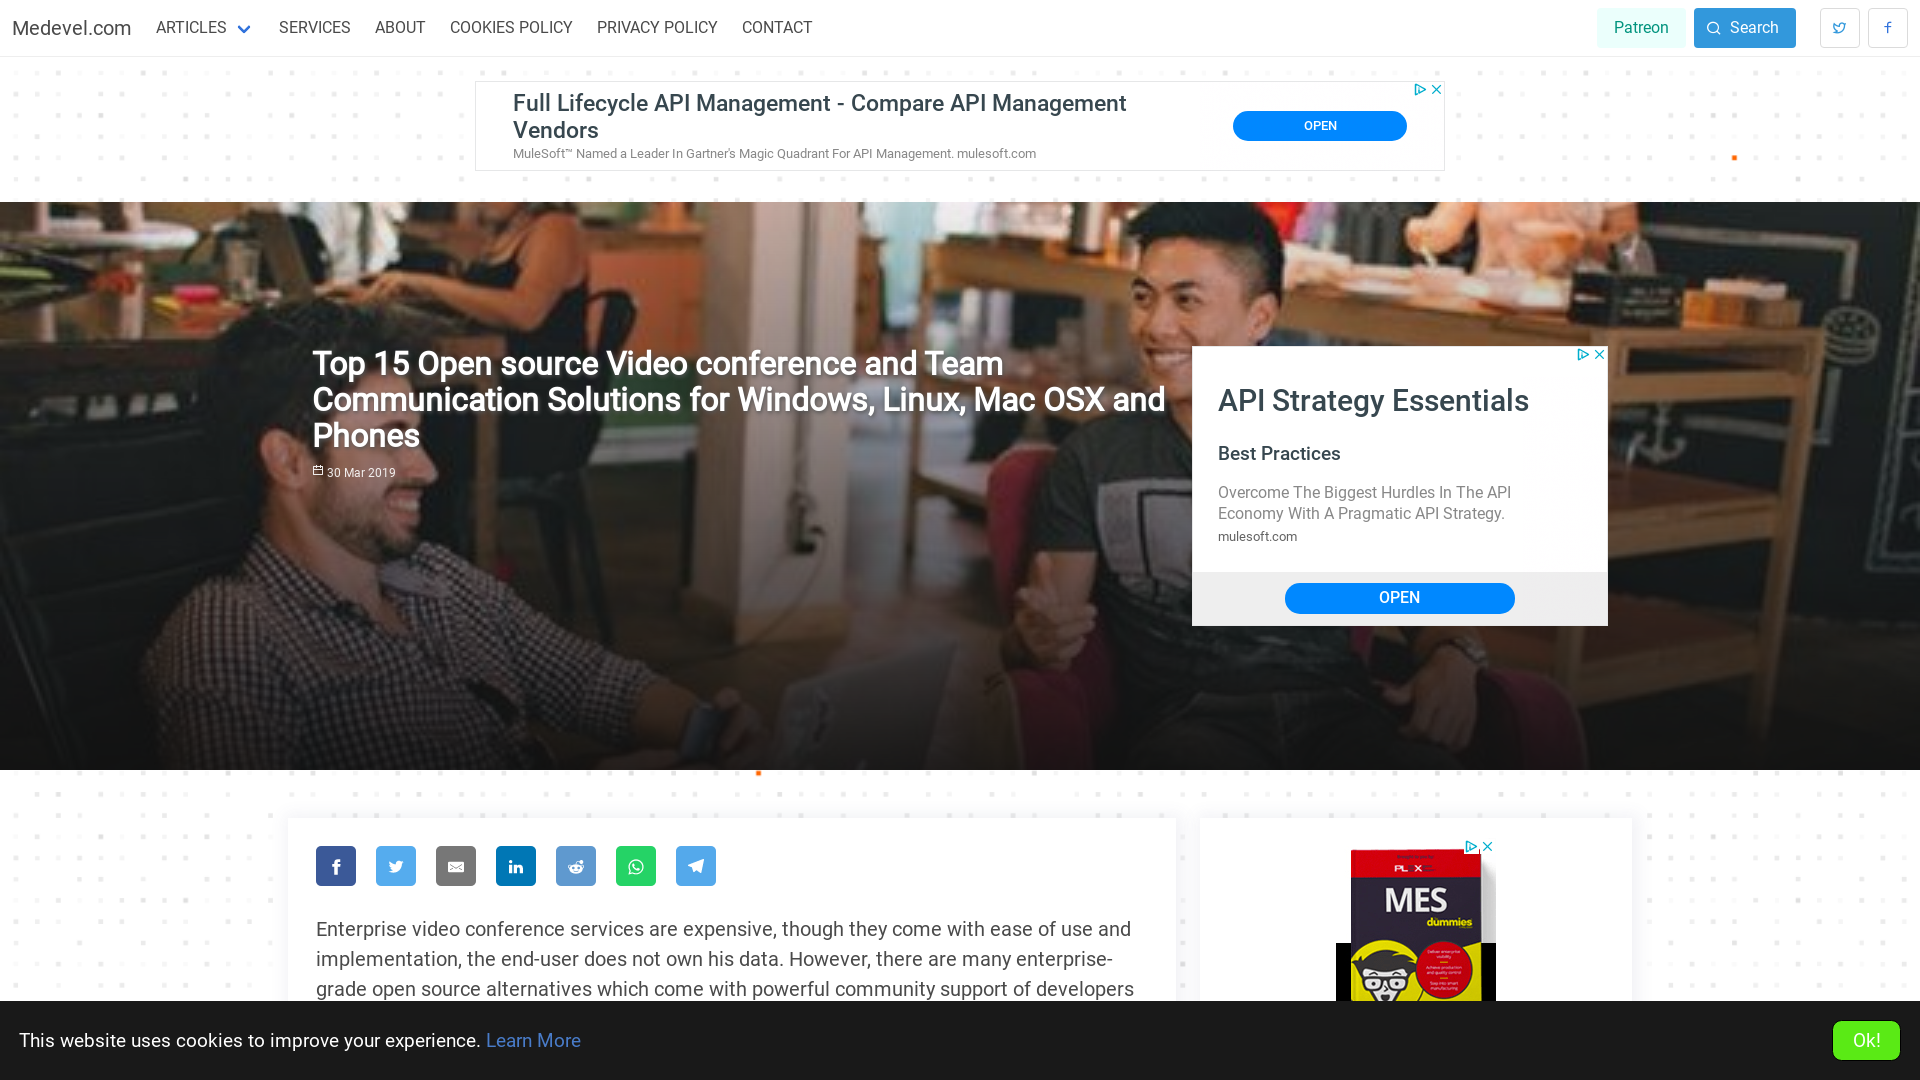 Medevel.com
ARTICLES
SERVICES
ABOUT
COOKIES POLICY
PRIVACY POLICY
CONTACT
Patreon
Search
Full Lifecycle API Management - Compare API Management
Vendors
MuleSoft™ Named a Leader In Gartner's Magic Quadrant For API Management. mulesoft.com
OPEN
Top 15 Open source Video conference and Team
Communication Solutions for Windows, Linux, Mac OSX and
Phones
30 Mar 2019
API Strategy Essentials
Best Practices
Overcome The Biggest Hurdles In The API
Economy With A Pragmatic API Strategy.
mulesoft.com
OPEN
Enterprise video conference services are expensive, though they come with ease of use and
implementation, the end-user does not own his data. However, there are many enterprise-
grade open source alternatives which come with powerful community support of developers
PLEX
MES
dummies
This website uses cookies to improve your experience. Learn More
Ok!